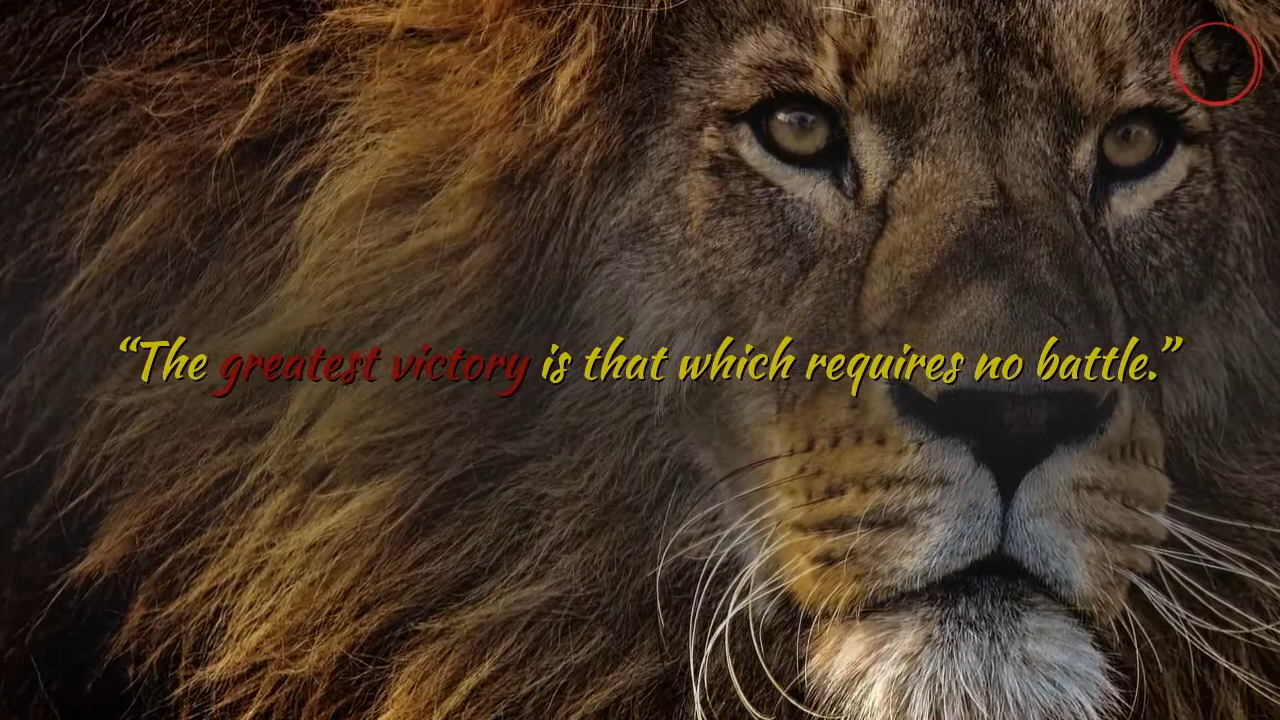 “The greatest victory is that which requires no battle.”